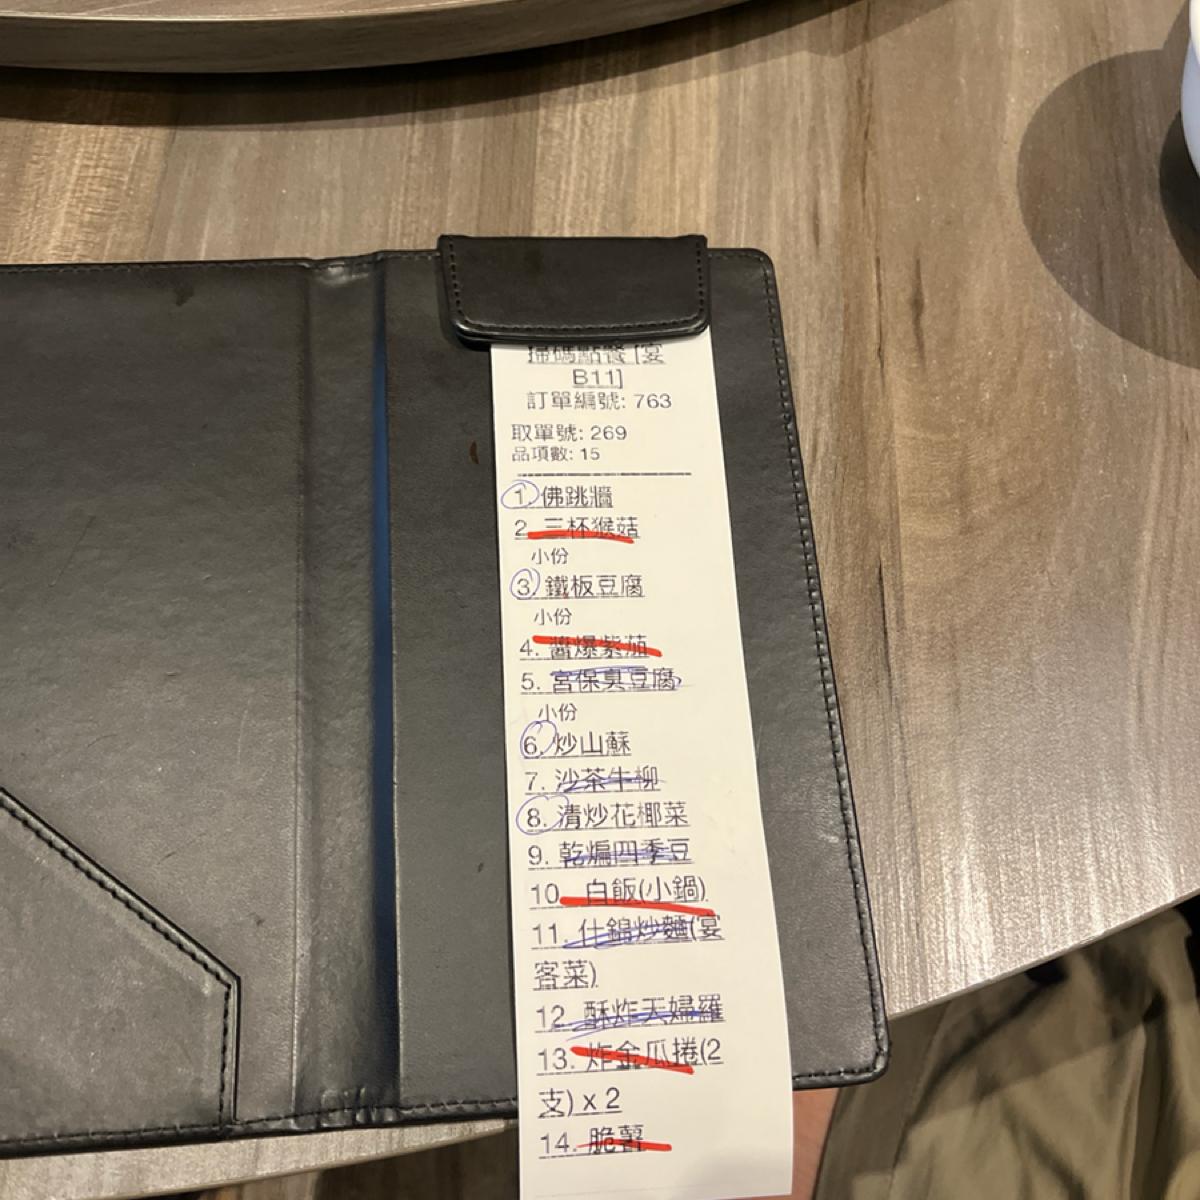 掃碼點餐 [宴
B11]
訂單編號: 763
取單號: 269
品項數: 15
1. 佛跳牆
2. 三杯猴菇
小份
3. 鐵板豆腐
小份
4. 醬爆紫茄
5. 宮保臭豆腐
小份
6. 炒山蘇
7. 沙茶牛柳
8. 清炒花椰菜
9. 乾煸四季豆
10. 白飯(小鍋)
11. 什錦炒麵(宴
客菜)
12. 酥炸天婦羅
13. 炸金瓜捲(2
支) x 2
14. 脆薯